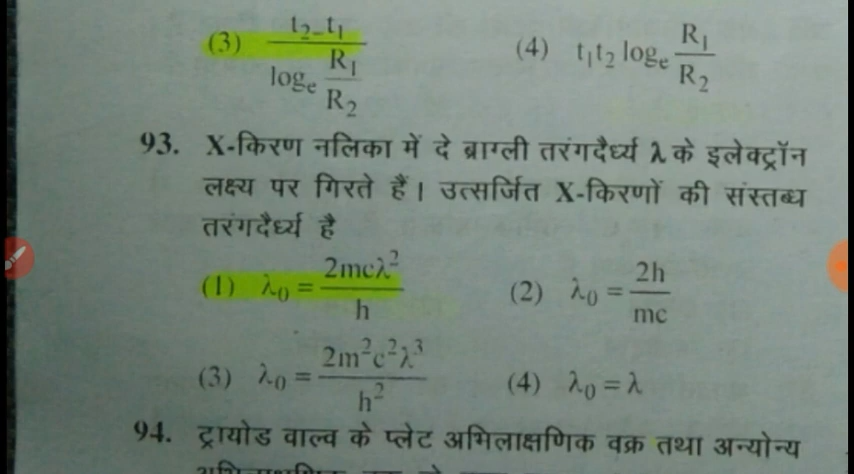 (3) t₂-t₁ / logₑ R₁/R₂ (4) t₁t₂ logₑ R₁/R₂
93. X-किरण नलिका में दे ब्राग्ली तरंगदैर्ध्य λ के इलेक्ट्रॉन
लक्ष्य पर गिरते हैं। उत्सर्जित X-किरणों की संस्तब्ध
तरंगदैर्ध्य है
(1) λ₀ = 2mcλ² / h (2) λ₀ = 2h / mc
(3) λ₀ = 2m²c²λ³ / h² (4) λ₀ = λ
94. ट्रायोड वाल्व के प्लेट अभिलाक्षणिक वक्र तथा अन्योन्य